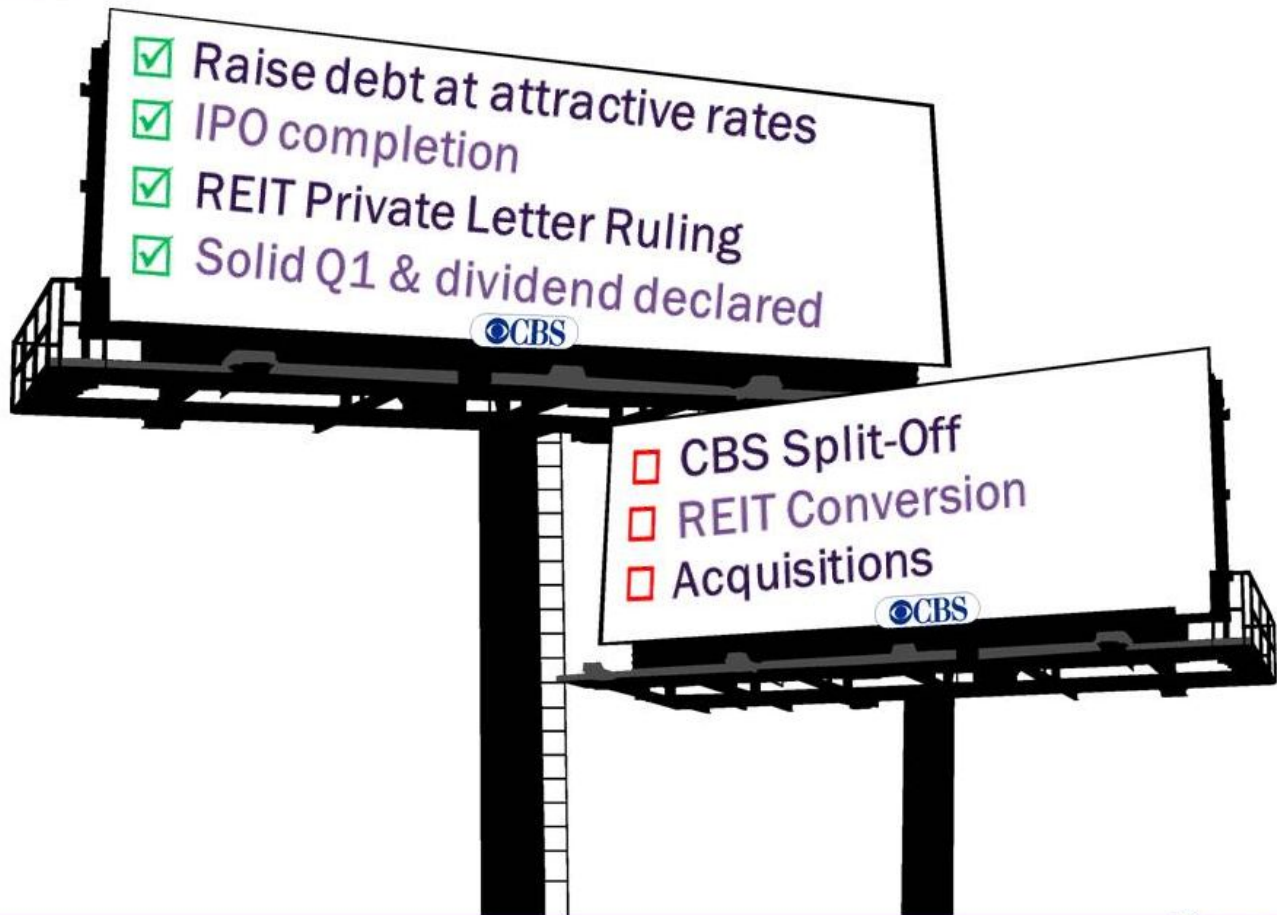 Raise debt at attractive rates
IPO completion
REIT Private Letter Ruling
Solid Q1 & dividend declared
CBS
CBS Split-Off
REIT Conversion
Acquisitions
CBS